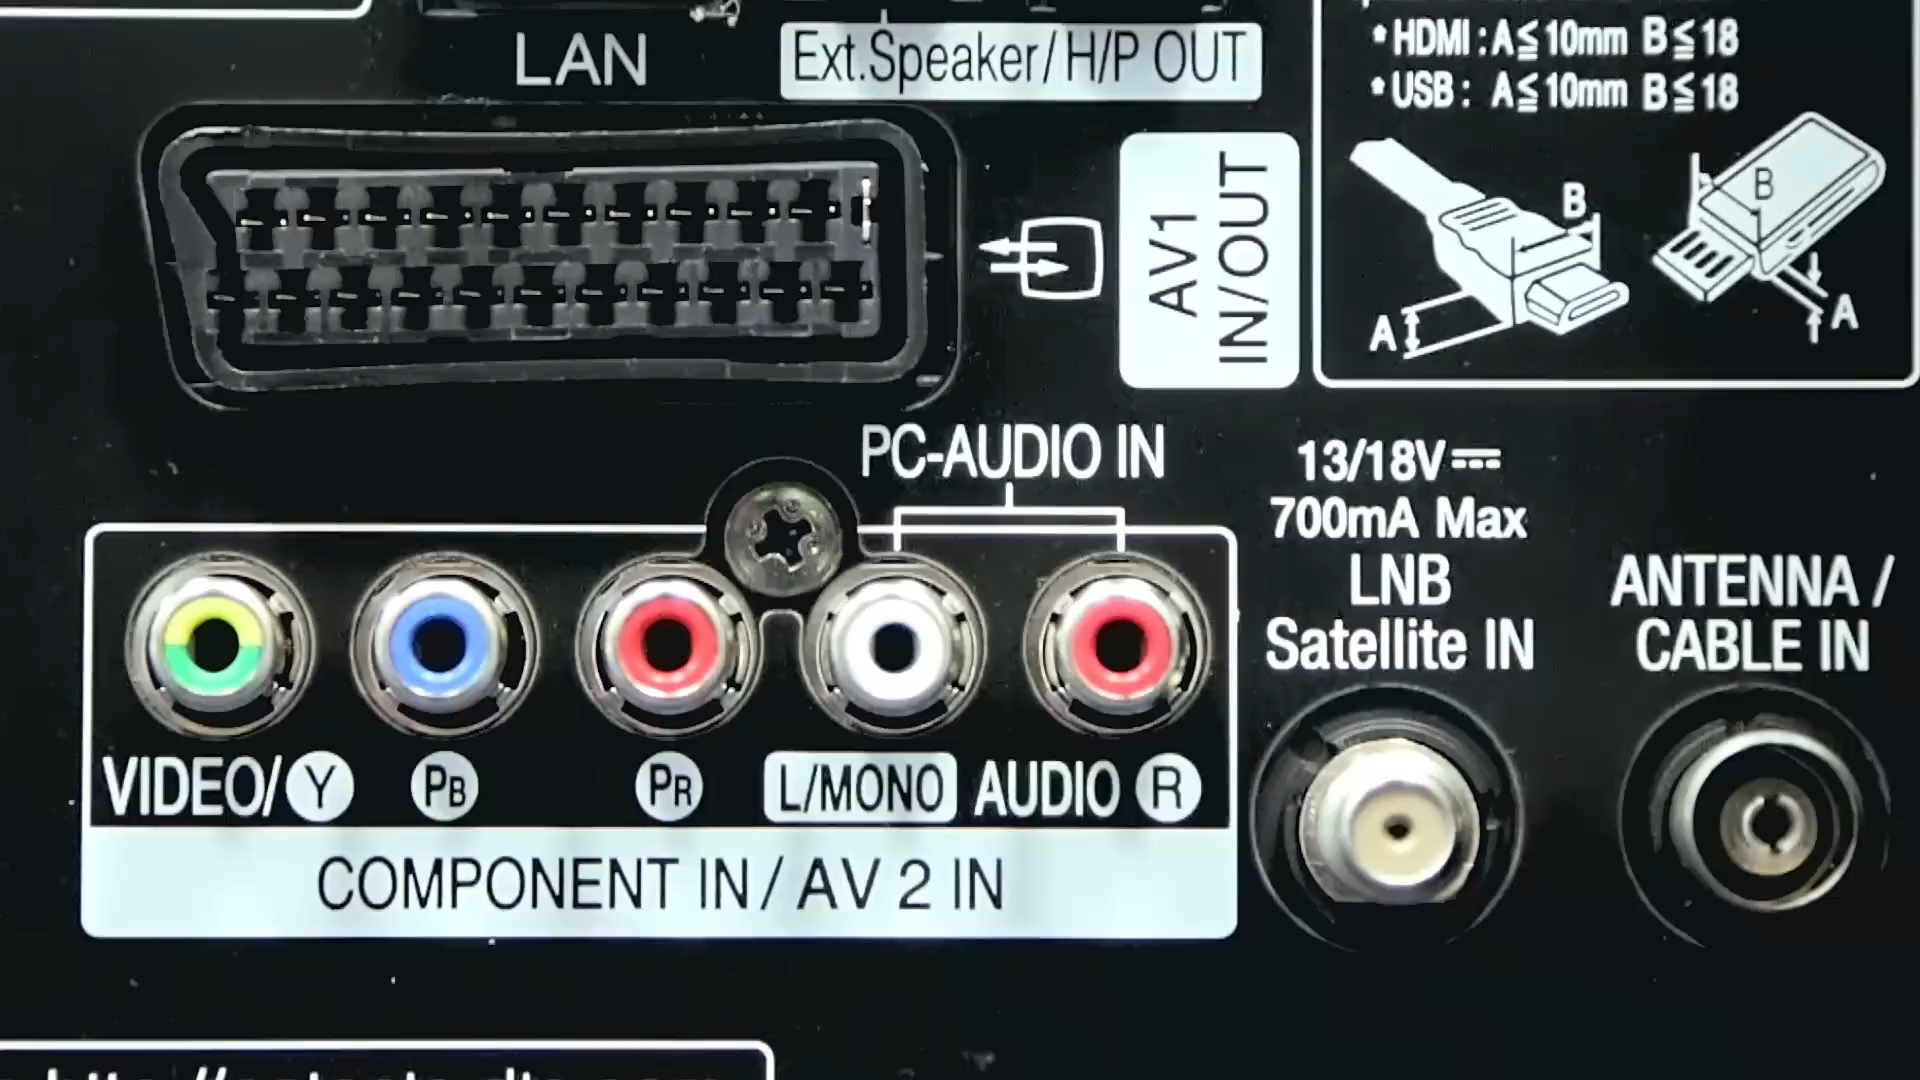 LAN
Ext.Speaker/H/P OUT
* HDMI : A≦10mm B≦18
* USB : A≦10mm B≦18
B
A
B
A
AV1
IN/OUT
PC-AUDIO IN
13/18V⎓
700mA Max
LNB
Satellite IN
ANTENNA /
CABLE IN
VIDEO/Y PB PR L/MONO AUDIO R
COMPONENT IN / AV 2 IN